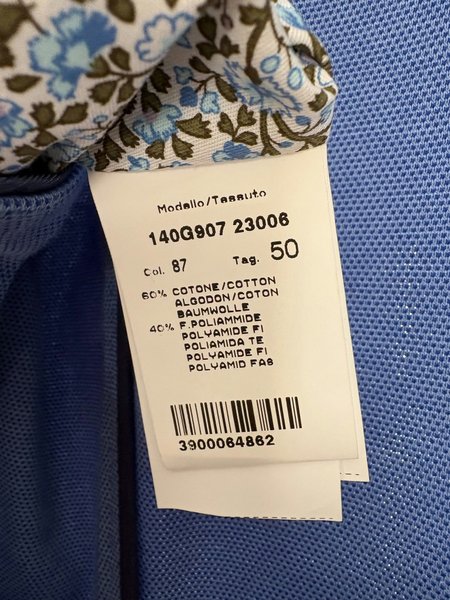 Modello/Tessuto
140G907 23006
Col. 87 Tag. 50
60% COTONE/COTTON
ALGODON/COTON
BAUMWOLLE
40% F.POLIAMMIDE
POLYAMIDE FI
POLIAMIDA TE
POLYAMIDE FI
POLYAMID FAS
3900064862